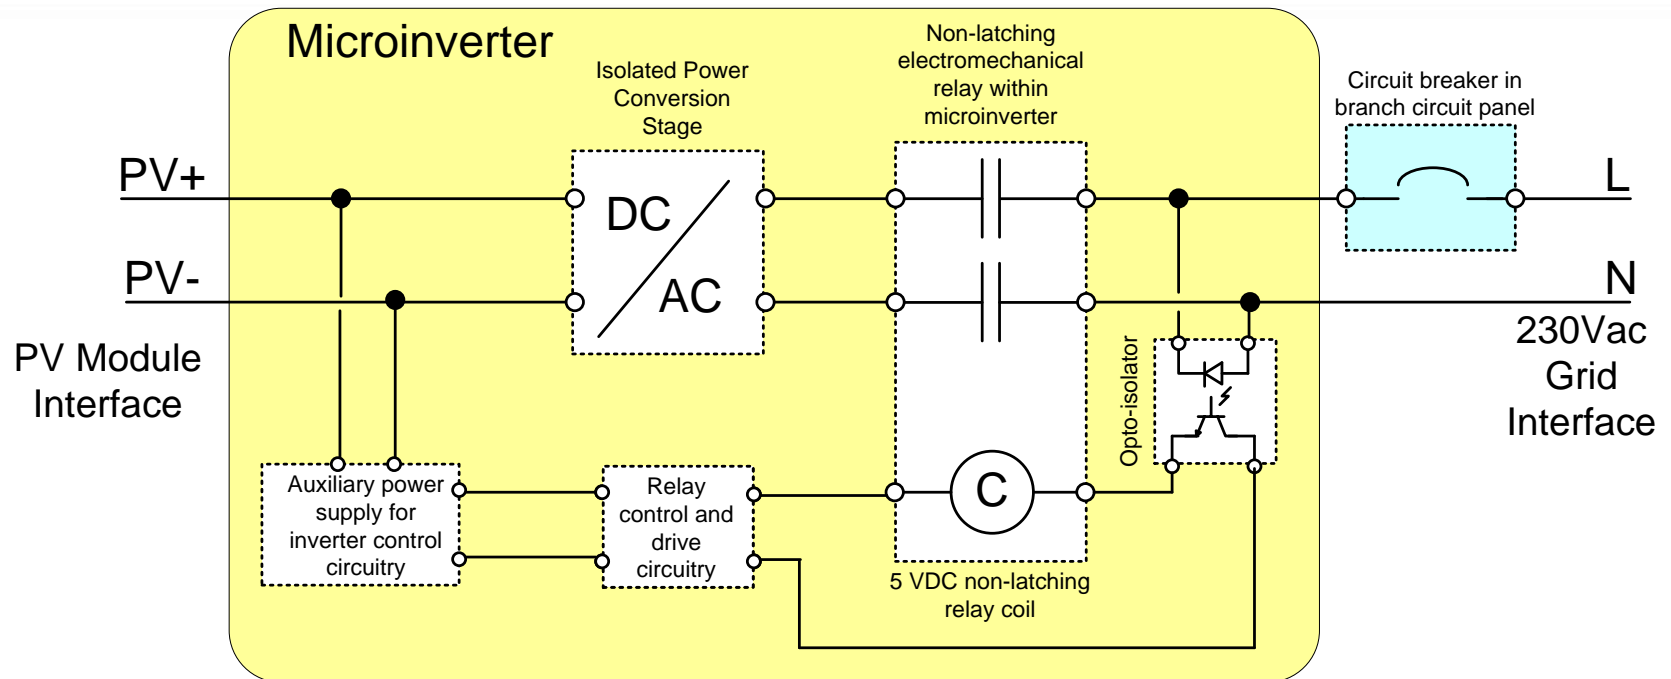 Microinverter
Isolated Power
Conversion
Stage
Non-latching
electromechanical
relay within
microinverter
Circuit breaker in
branch circuit panel
PV+
DC
L
PV-
AC
N
PV Module
Interface
Opto-isolator
230Vac
Grid
Interface
Auxiliary power
supply for
inverter control
circuitry
Relay
control and
drive
circuitry
C
5 VDC non-latching
relay coil